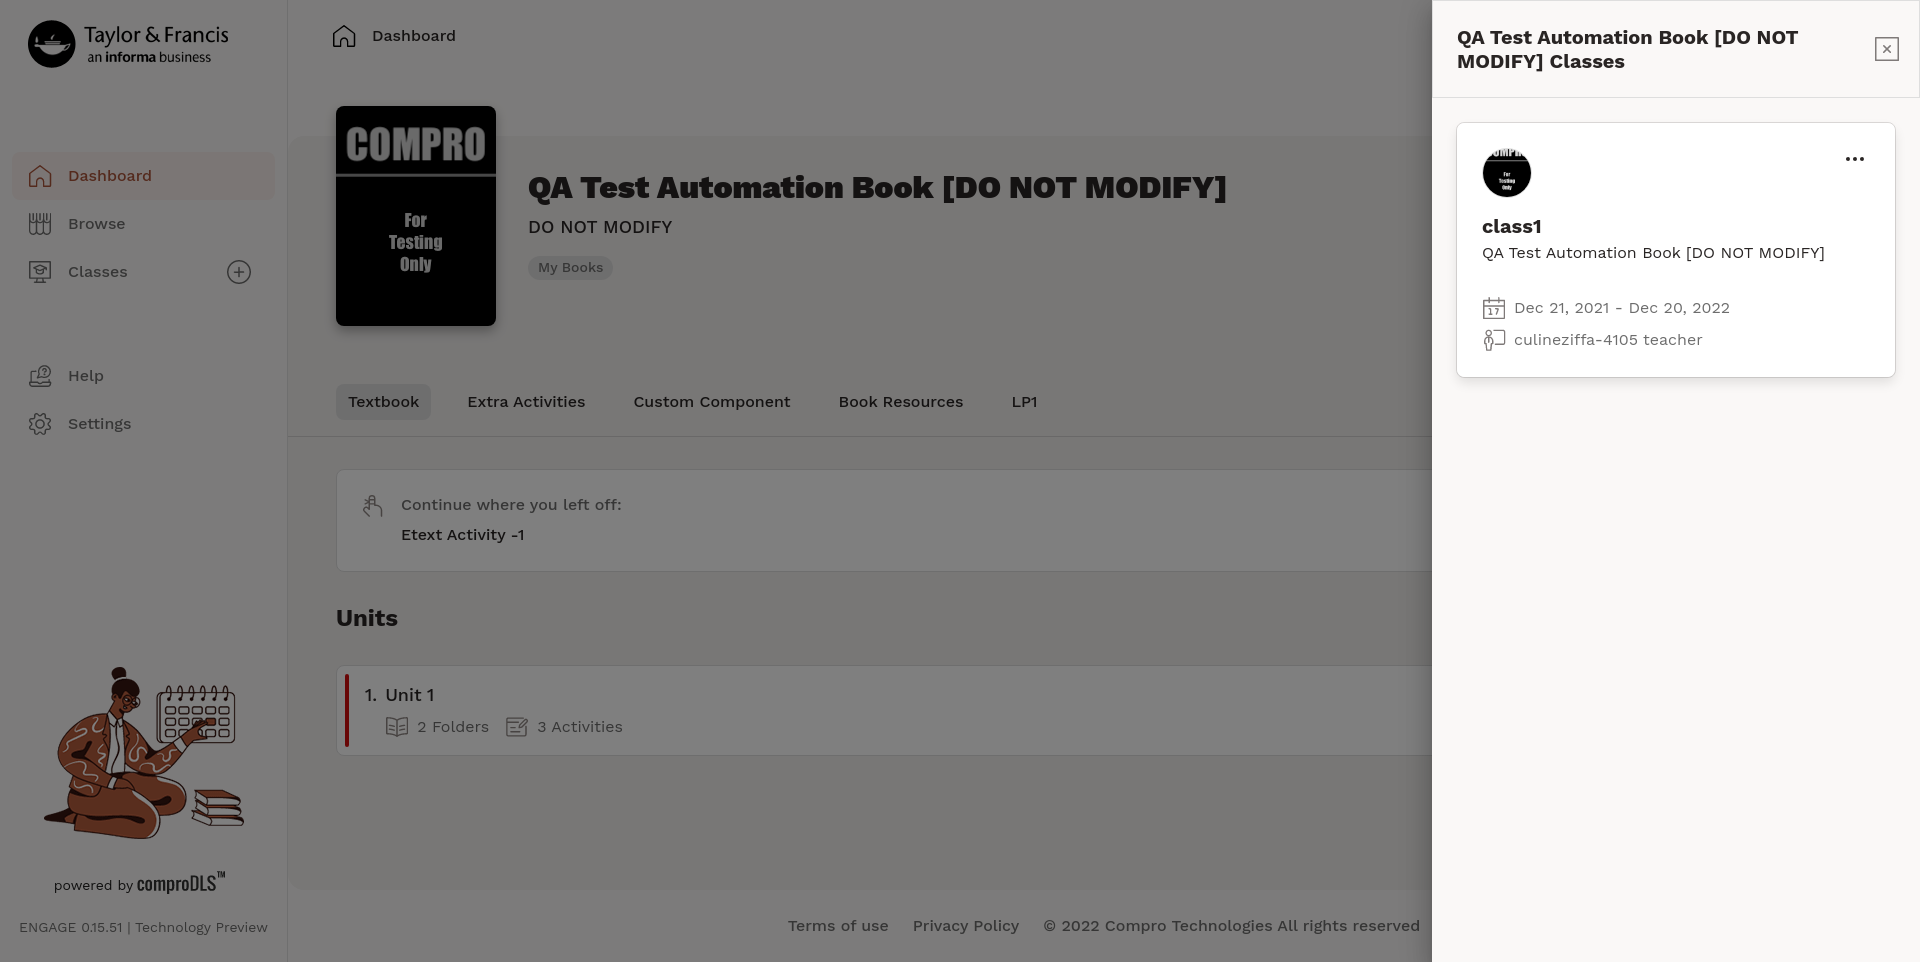 Taylor & Francis
an informa business
Dashboard
Browse
Classes
Help
Settings
powered by comproDLS™
ENGAGE 0.15.51 | Technology Preview
Dashboard
COMPRO
For
Testing
Only
QA Test Automation Book [DO NOT MODIFY]
DO NOT MODIFY
My Books
Textbook
Extra Activities
Custom Component
Book Resources
LP1
Continue where you left off:
Etext Activity -1
Units
1. Unit 1
2 Folders
3 Activities
Terms of use
Privacy Policy
© 2022 Compro Technologies All rights reserved
QA Test Automation Book [DO NOT
MODIFY] Classes
For
Testing
Only
class1
QA Test Automation Book [DO NOT MODIFY]
17
Dec 21, 2021 - Dec 20, 2022
culineziffa-4105 teacher